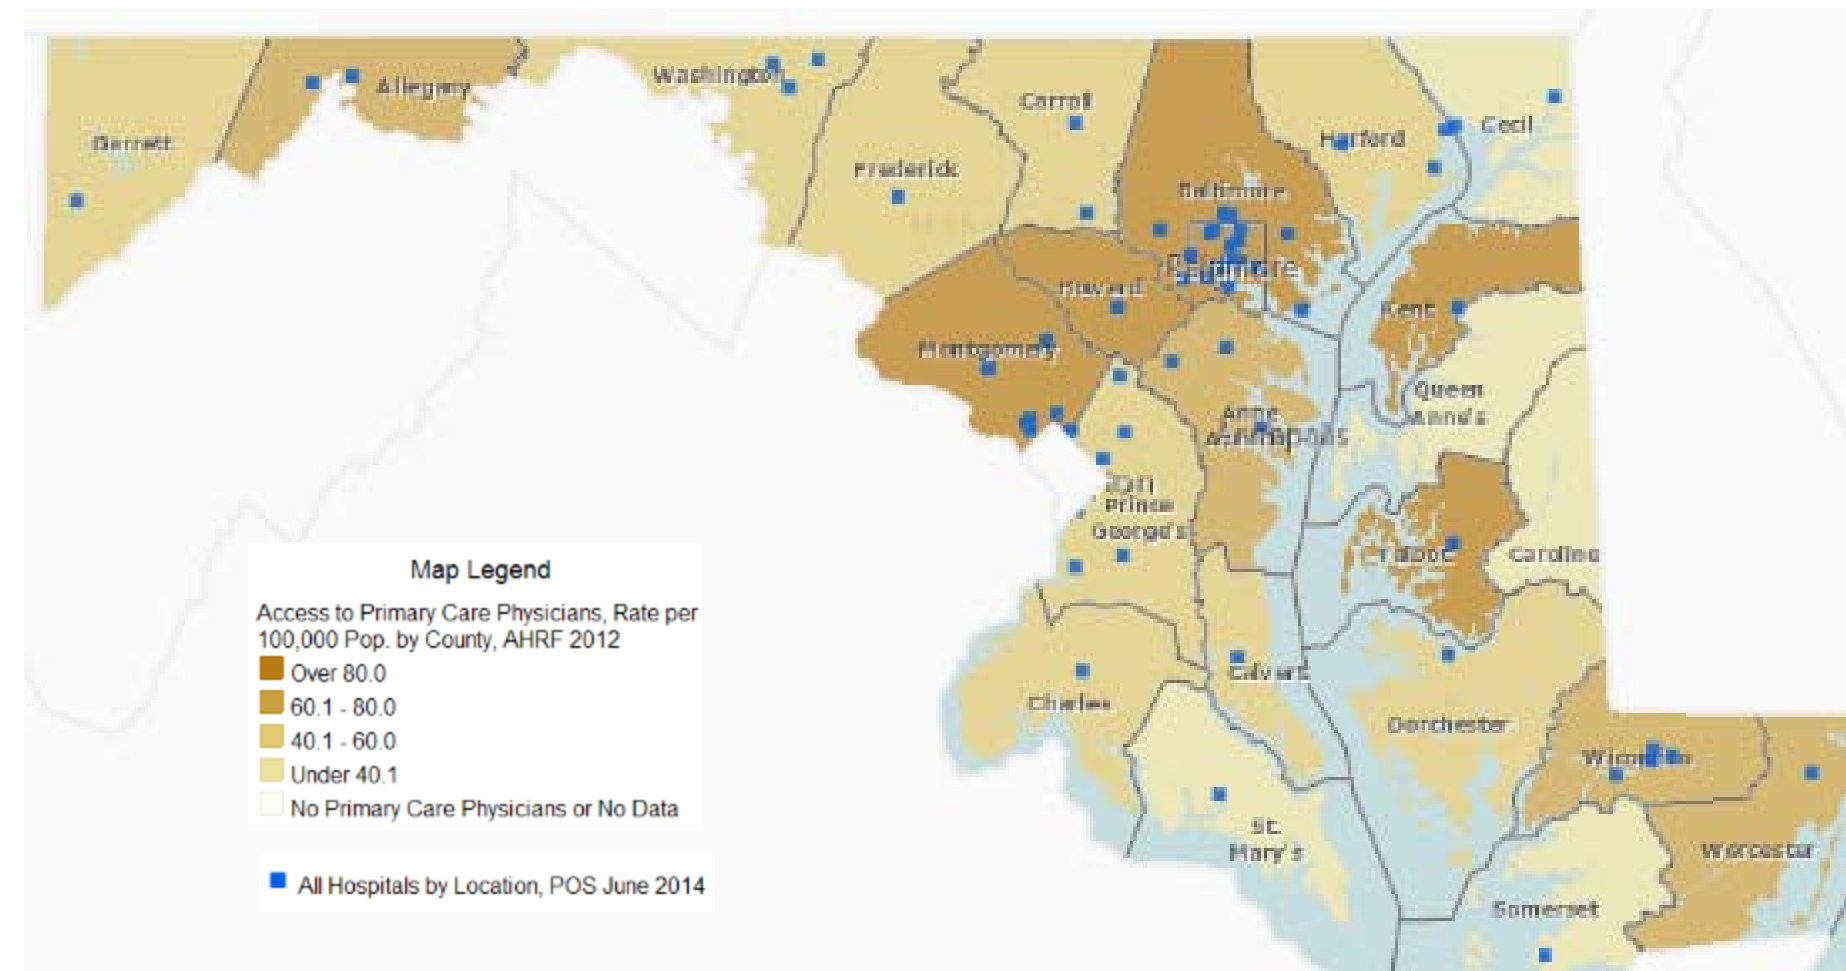 Garrett
Allegany
Washington
Frederick
Carroll
Baltimore
Harford
Cecil
Baltimore
Howard
Montgomery
Kent
Queen
Anne's
Anne
Prince
George's
Talbot
Caroline
Charles
Calvert
Dorchester
Wicomico
St.
Mary's
Worcester
Somerset
Map Legend
Access to Primary Care Physicians, Rate per
100,000 Pop. by County, AHRF 2012
Over 80.0
60.1 - 80.0
40.1 - 60.0
Under 40.1
No Primary Care Physicians or No Data
All Hospitals by Location, POS June 2014